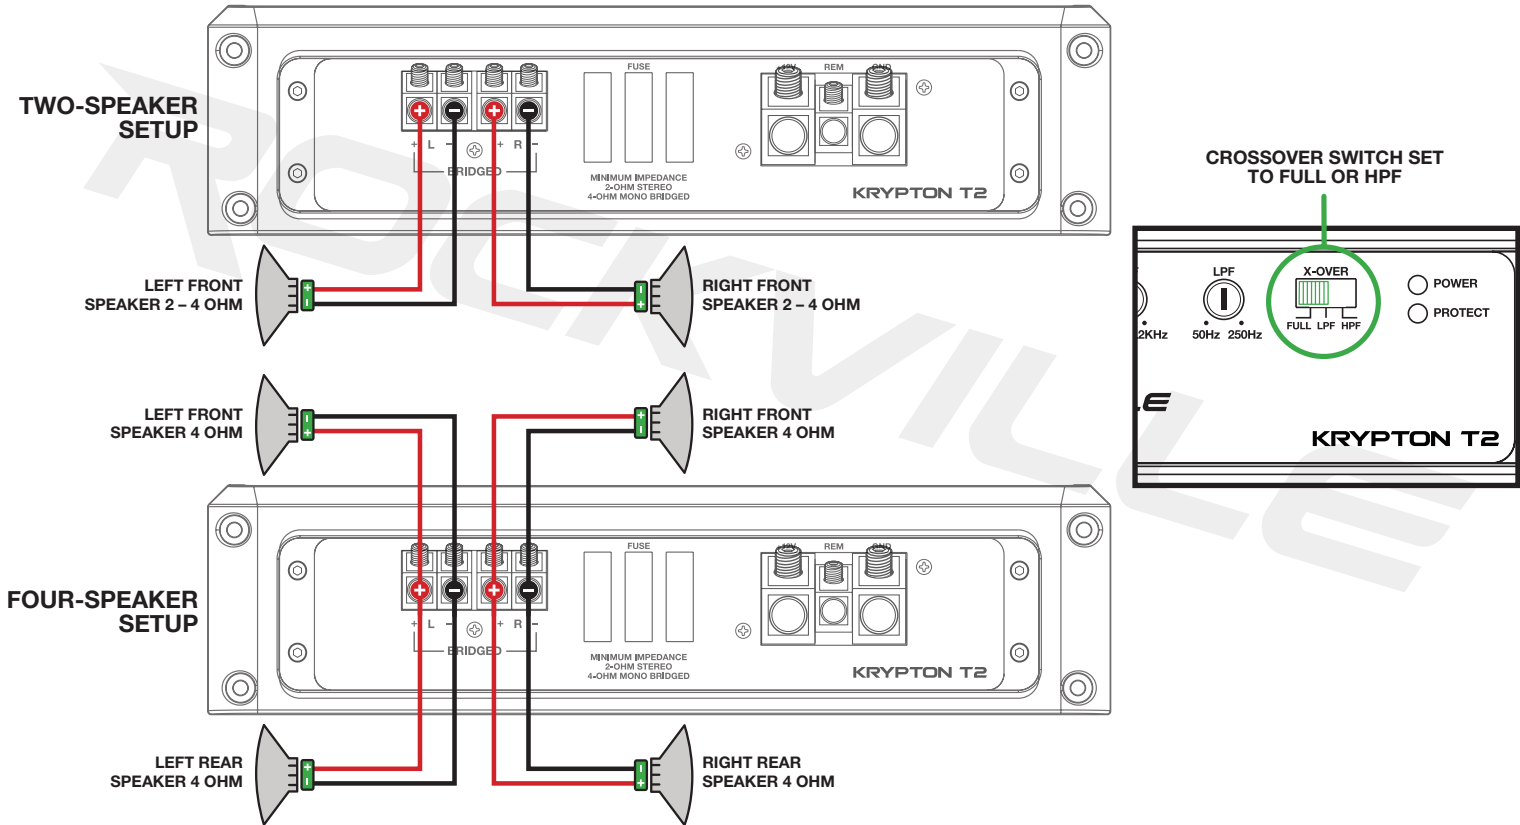 TWO-SPEAKER
SETUP
FUSE
+12V
REM
GND
+ L - + R -
BRIDGED
MINIMUM IMPEDANCE
2-OHM STEREO
4-OHM MONO BRIDGED
KRYPTON T2
LEFT FRONT
SPEAKER 2 – 4 OHM
RIGHT FRONT
SPEAKER 2 – 4 OHM
CROSSOVER SWITCH SET
TO FULL OR HPF
LPF
X-OVER
POWER
PROTECT
2KHz
50Hz 250Hz
FULL LPF HPF
LE
KRYPTON T2
LEFT FRONT
SPEAKER 4 OHM
RIGHT FRONT
SPEAKER 4 OHM
FOUR-SPEAKER
SETUP
FUSE
+12V
REM
GND
+ L - + R -
BRIDGED
MINIMUM IMPEDANCE
2-OHM STEREO
4-OHM MONO BRIDGED
KRYPTON T2
LEFT REAR
SPEAKER 4 OHM
RIGHT REAR
SPEAKER 4 OHM
ROCKVILLE